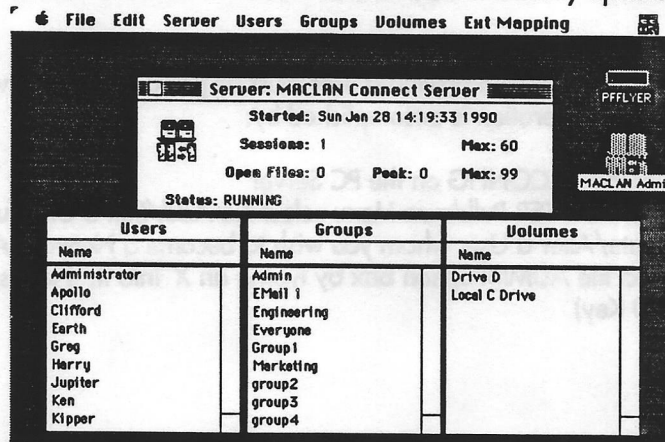 File Edit Server Users Groups Volumes Ext Mapping
Server: MACLAN Connect Server
Started: Sun Jan 28 14:19:33 1990
Sessions: 1 Max: 60
Open Files: 0 Peak: 0 Max: 99
Status: RUNNING
PFFLYER
MACLAN Admi
Users
Name
Administrator
Apollo
Clifford
Earth
Greg
Harry
Jupiter
Ken
Kipper
Groups
Name
Admin
EMail 1
Engineering
Everyone
Group1
Marketing
group2
group3
group4
Volumes
Name
Drive D
Local C Drive